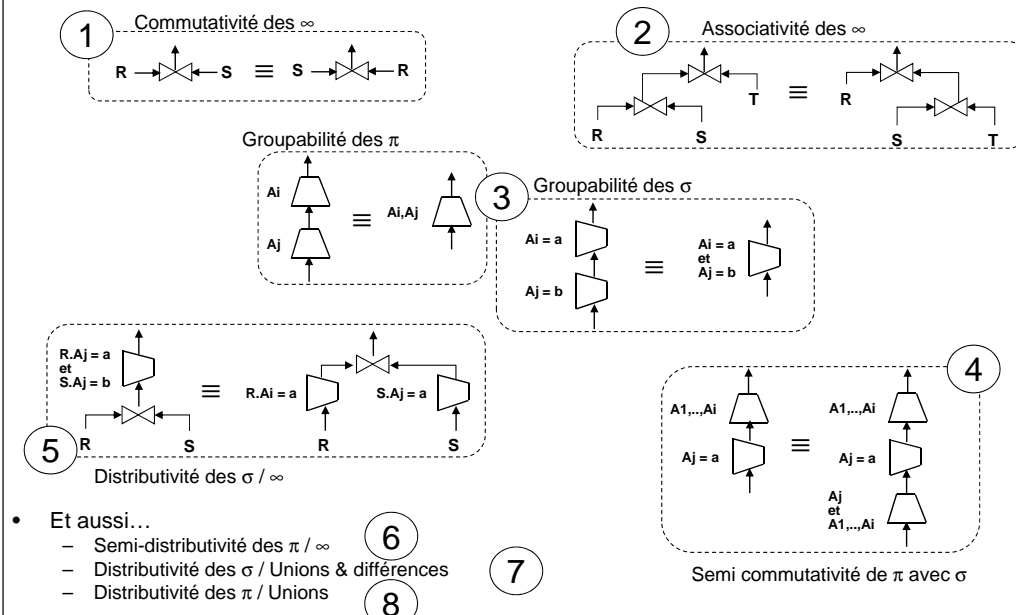 1
Commutativité des ∞
R
S
≡
S
R
2
Associativité des ∞
R
S
T
≡
R
S
T
Groupabilité des π
Ai
Aj
≡
Ai,Aj
3
Groupabilité des σ
Ai = a
Aj = b
≡
Ai = a
et
Aj = b
R.Aj = a
et
S.Aj = b
R
S
≡
R.Ai = a
R
S.Aj = a
S
5
Distributivité des σ / ∞
4
A1,..,Ai
Aj = a
≡
A1,..,Ai
Aj = a
Aj
et
A1,..,Ai
Semi commutativité de π avec σ
• Et aussi…
– Semi-distributivité des π / ∞
6
– Distributivité des σ / Unions & différences
7
– Distributivité des π / Unions
8